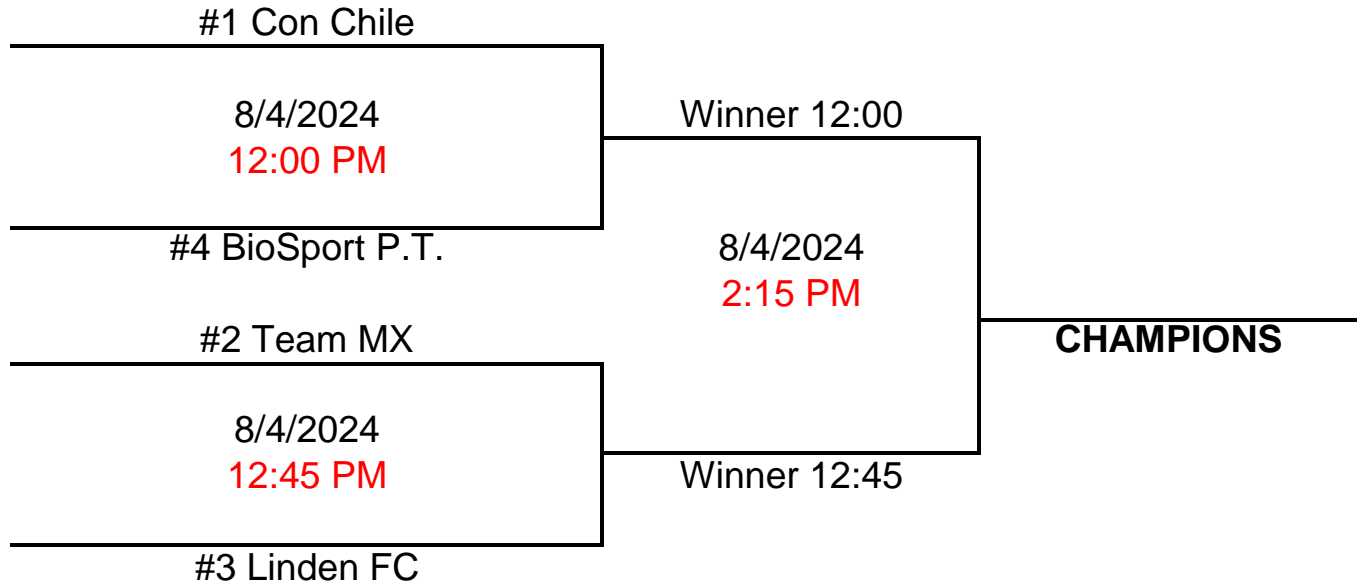 #1 Con Chile
8/4/2024
12:00 PM
#4 BioSport P.T.
Winner 12:00
8/4/2024
2:15 PM
#2 Team MX
8/4/2024
12:45 PM
#3 Linden FC
Winner 12:45
CHAMPIONS